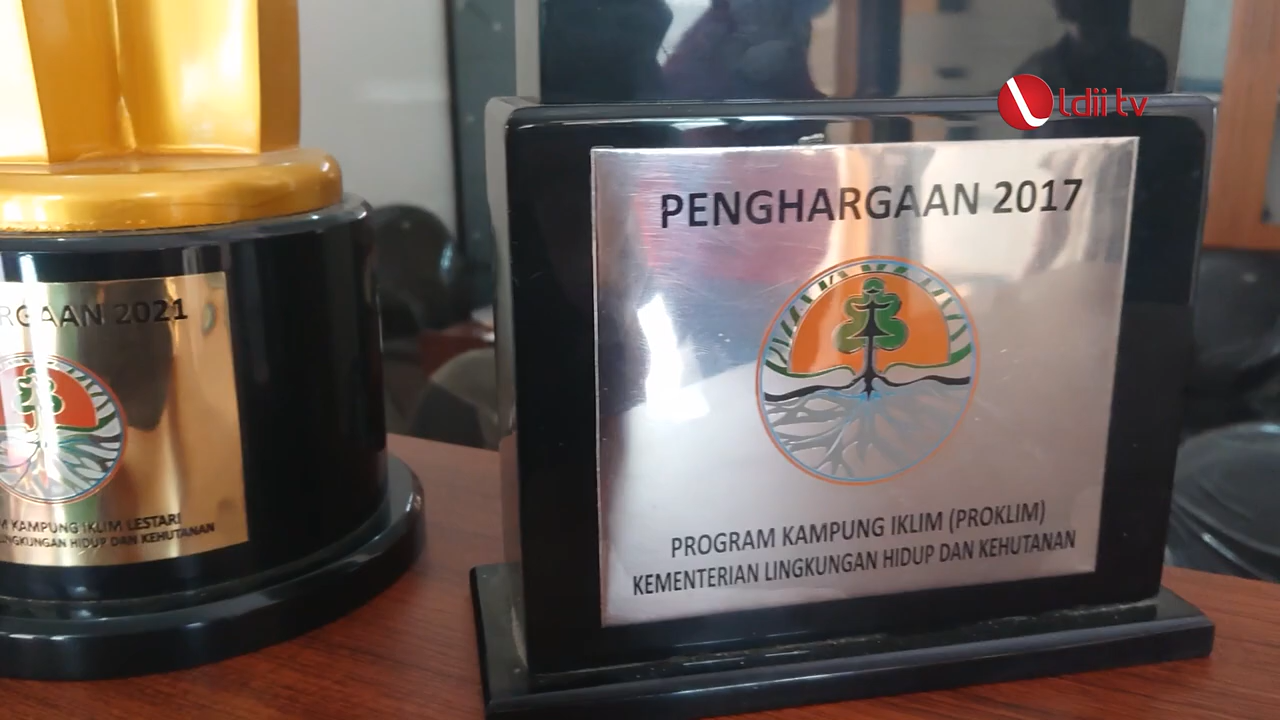 ldii tv
PENGHARGAAN 2017
PROGRAM KAMPUNG IKLIM (PROKLIM)
KEMENTERIAN LINGKUNGAN HIDUP DAN KEHUTANAN
RGAAN 2021
M KAMPUNG IKLIM LESTARI
LINGKUNGAN HIDUP DAN KEHUTANAN